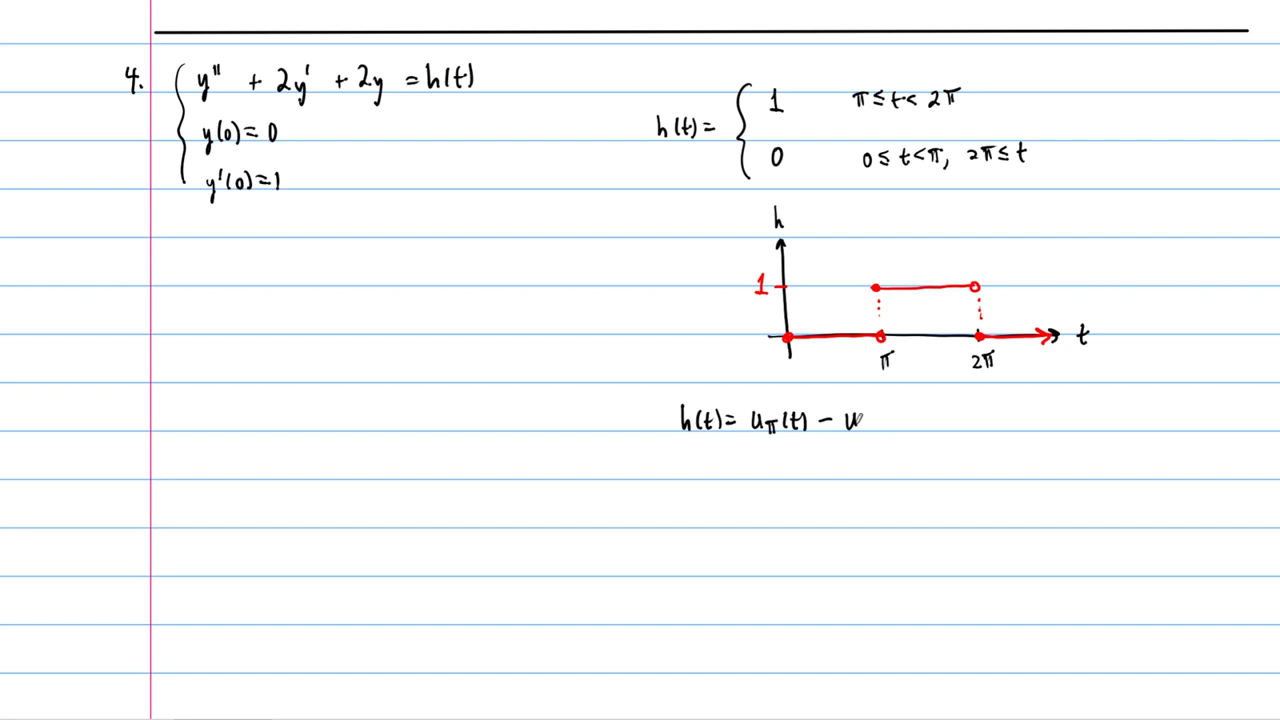 4. y'' + 2y' + 2y = h(t)
y(0) = 0
y'(0) = 1
h(t) =
1 π ≤ t < 2π
0 0 ≤ t < π, 2π ≤ t
h
1
t
π 2π
h(t) = u_π(t) − u